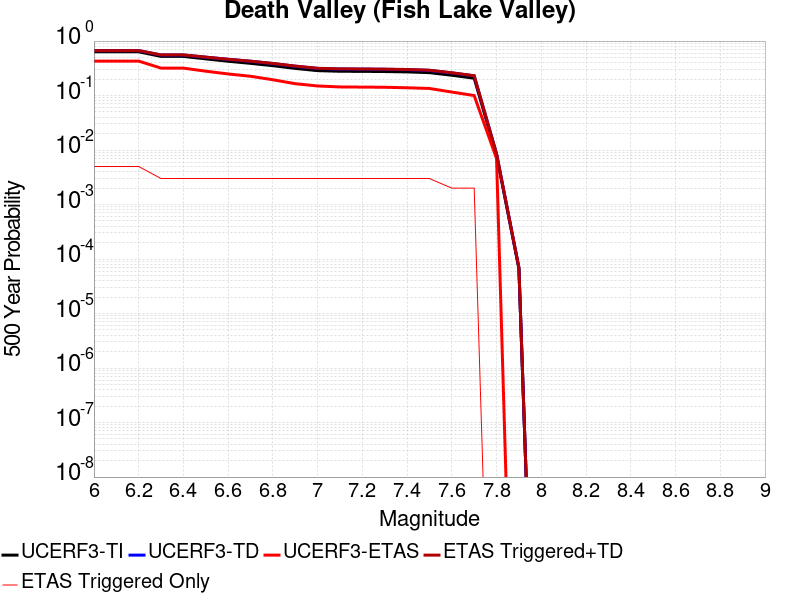 Death Valley (Fish Lake Valley)
10^0
10^-1
10^-2
10^-3
10^-4
10^-5
10^-6
10^-7
10^-8
500 Year Probability
6 6.2 6.4 6.6 6.8 7 7.2 7.4 7.6 7.8 8 8.2 8.4 8.6 8.8 9
Magnitude
UCERF3-TI UCERF3-TD UCERF3-ETAS ETAS Triggered+TD
ETAS Triggered Only